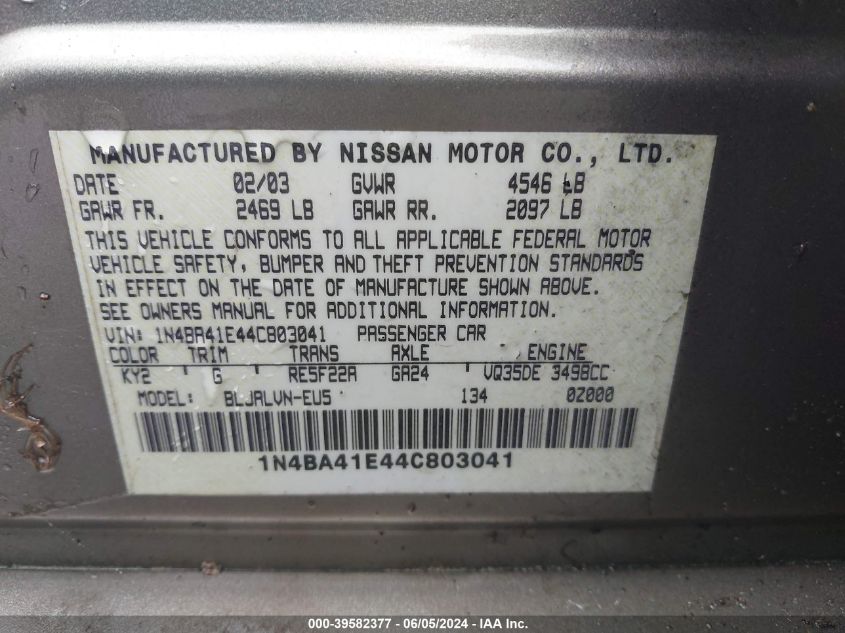 MANUFACTURED BY NISSAN MOTOR CO., LTD.
DATE 02/03 GVWR 4546 LB
GAWR FR. 2469 LB GAWR RR. 2097 LB
THIS VEHICLE CONFORMS TO ALL APPLICABLE FEDERAL MOTOR
VEHICLE SAFETY, BUMPER AND THEFT PREVENTION STANDARDS
IN EFFECT ON THE DATE OF MANUFACTURE SHOWN ABOVE.
SEE OWNERS MANUAL FOR ADDITIONAL INFORMATION.
VIN: 1N4BA41E44C803041 PASSENGER CAR
COLOR TRIM TRANS AXLE ENGINE
KY2 G RE5F22A GA24 VQ35DE 3498CC
MODEL: BLJALVN-EU5 134 0Z000
1N4BA41E44C803041
000-39582377 - 06/05/2024 - IAA Inc.